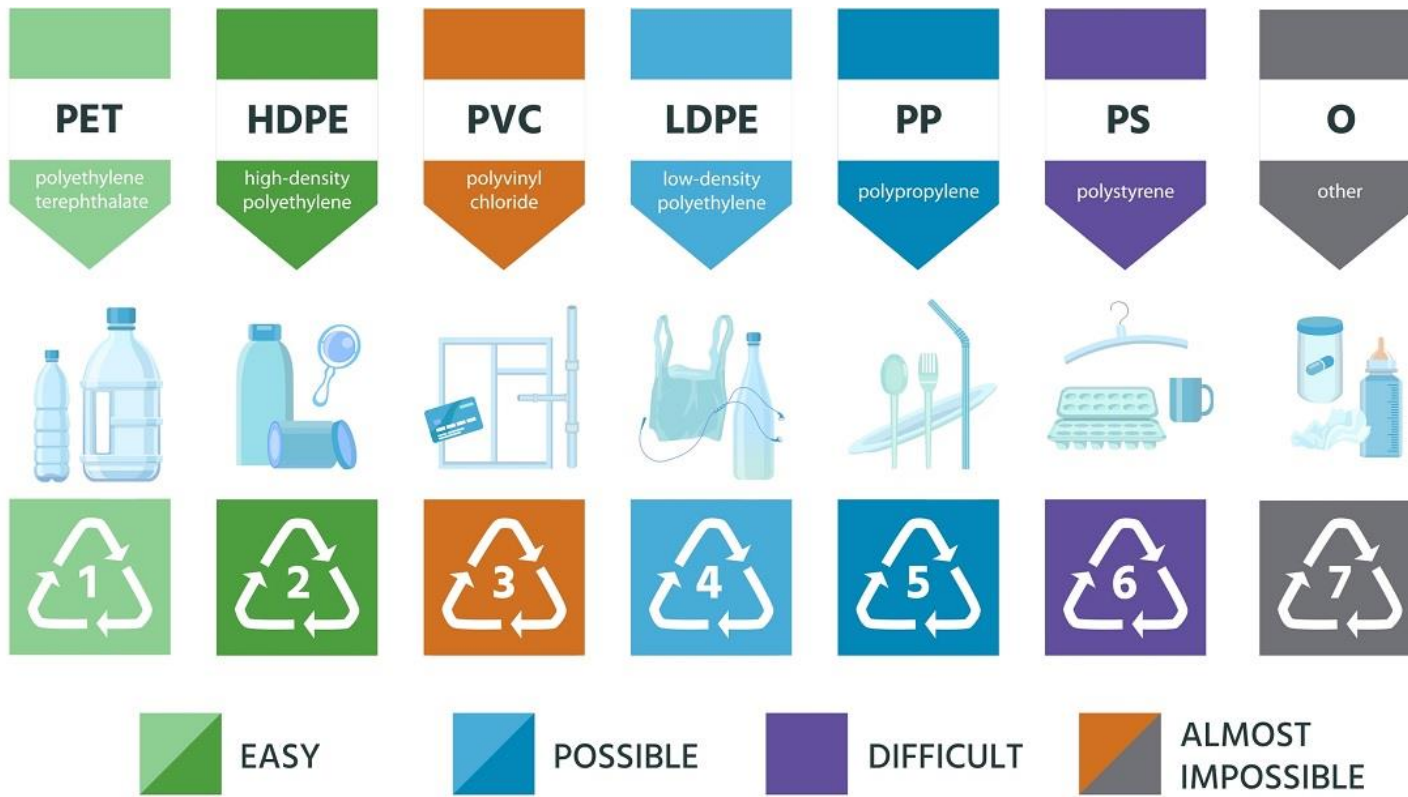 PET
HDPE
PVC
LDPE
PP
PS
O
polyethylene
terephthalate
high-density
polyethylene
polyvinyl
chloride
low-density
polyethylene
polypropylene
polystyrene
other
1
2
3
4
5
6
7
EASY
POSSIBLE
DIFFICULT
ALMOST
IMPOSSIBLE